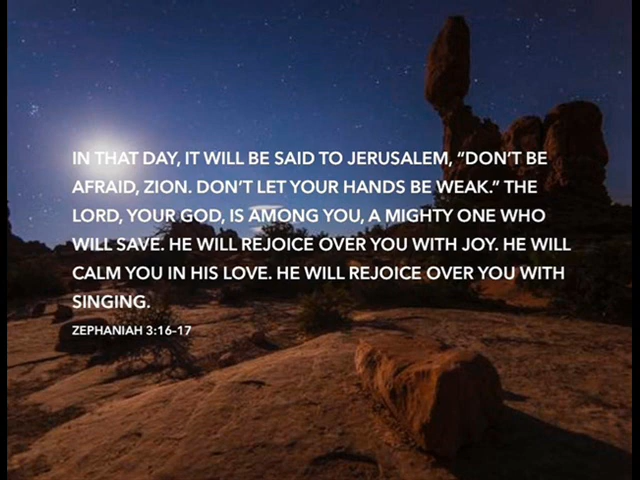 IN THAT DAY, IT WILL BE SAID TO JERUSALEM, “DON’T BE
AFRAID, ZION. DON’T LET YOUR HANDS BE WEAK.” THE
LORD, YOUR GOD, IS AMONG YOU, A MIGHTY ONE WHO
WILL SAVE. HE WILL REJOICE OVER YOU WITH JOY. HE WILL
CALM YOU IN HIS LOVE. HE WILL REJOICE OVER YOU WITH
SINGING.
ZEPHANIAH 3:16-17